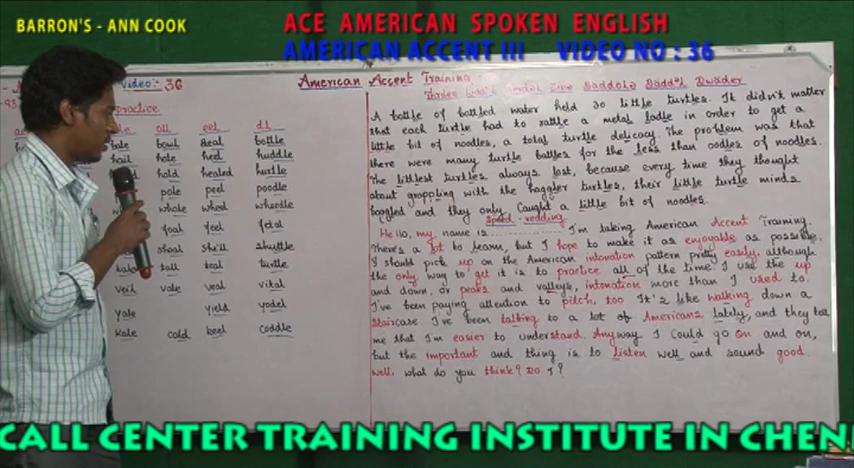 BARRON'S - ANN COOK
ACE AMERICAN SPOKEN ENGLISH
AMERICAN ACCENT III VIDEO NO : 36
Video:- 36
American Accent Training
practice
oll eel dl
bale bowl Beal bottle
hail hole heel huddle
hold healed hurtle
pole peel poodle
whole wheel wheedle
foal feel
shoal she'll shuttle
tall teal turtle
veil vole veal vital
Yale yield yodel
Kale cold keel coddle
A bottle of bottled water held 30 little turtles. It didn't matter
that each turtle had to rattle a metal ladle in order to get a
little bit of noodles, a total turtle delicacy. The problem was that
there were many turtle battles for the less than oodles of noodles.
The littlest turtles always lost, because every time they thought
about grappling with the haggler turtles, their little turtle minds
boggled and they only caught a little bit of noodles.
Speed - redding
Hello, my name is ............... I'm taking American Accent Training.
There's a lot to learn, but I hope to make it as enjoyable as possible.
I should pick up on the American intonation pattern pretty easily, although
the only way to get it is to practice all of the time. I use the up
and down, or peaks and valleys, intonation more than I used to.
I've been paying attention to pitch, too It's like walking down a
Staircase. I've been talking to a lot of Americans lately, and they tell
me that I'm easier to understand. Anyway I could go on and on,
but the important and thing is to listen well and sound good.
Well, what do you think? Do I?
CALL CENTER TRAINING INSTITUTE IN CHEN